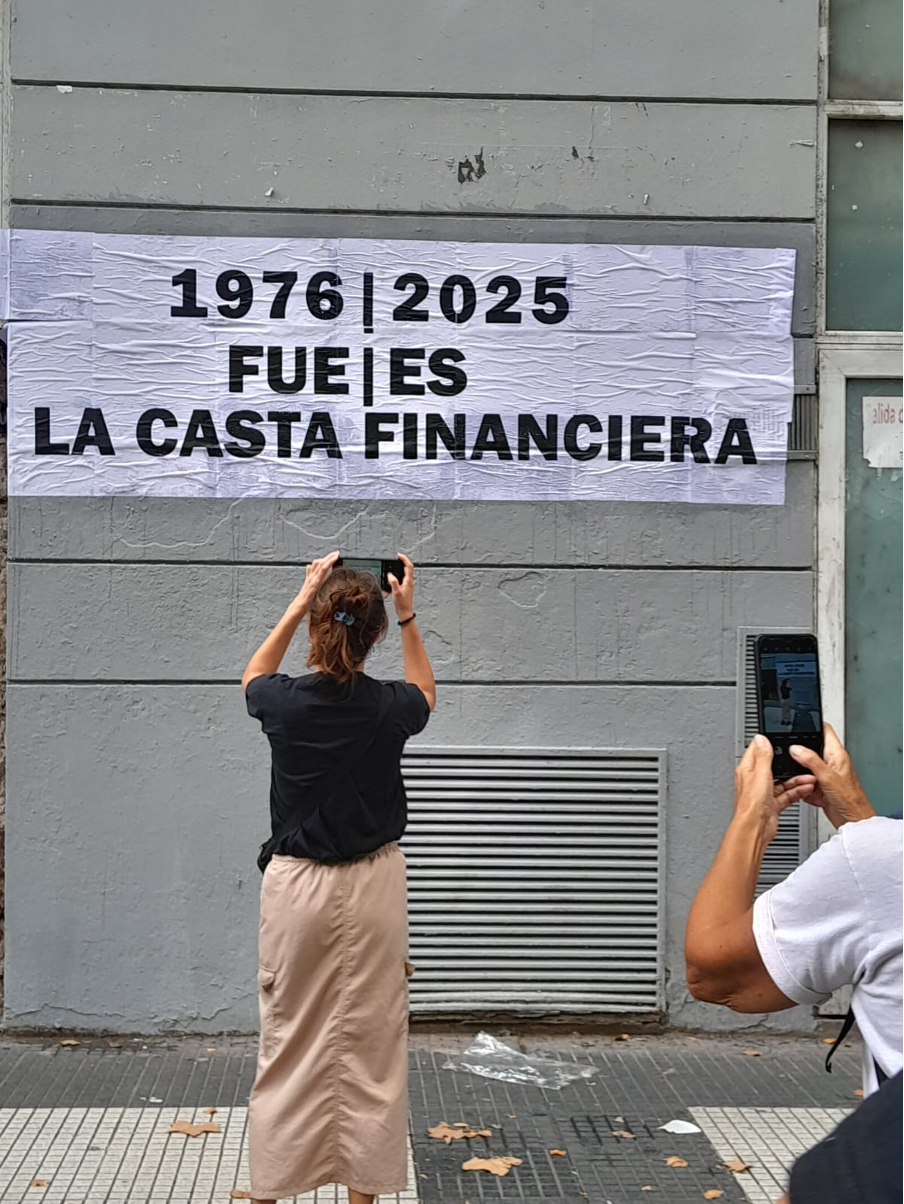 1976|2025
FUE|ES
LA CASTA FINANCIERA